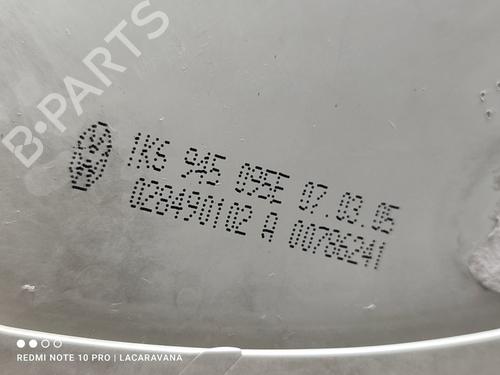 B-PARTS
1K6 945 095E 07.03.05
028490102 A 00786241
REDMI NOTE 10 PRO | LACARAVANA